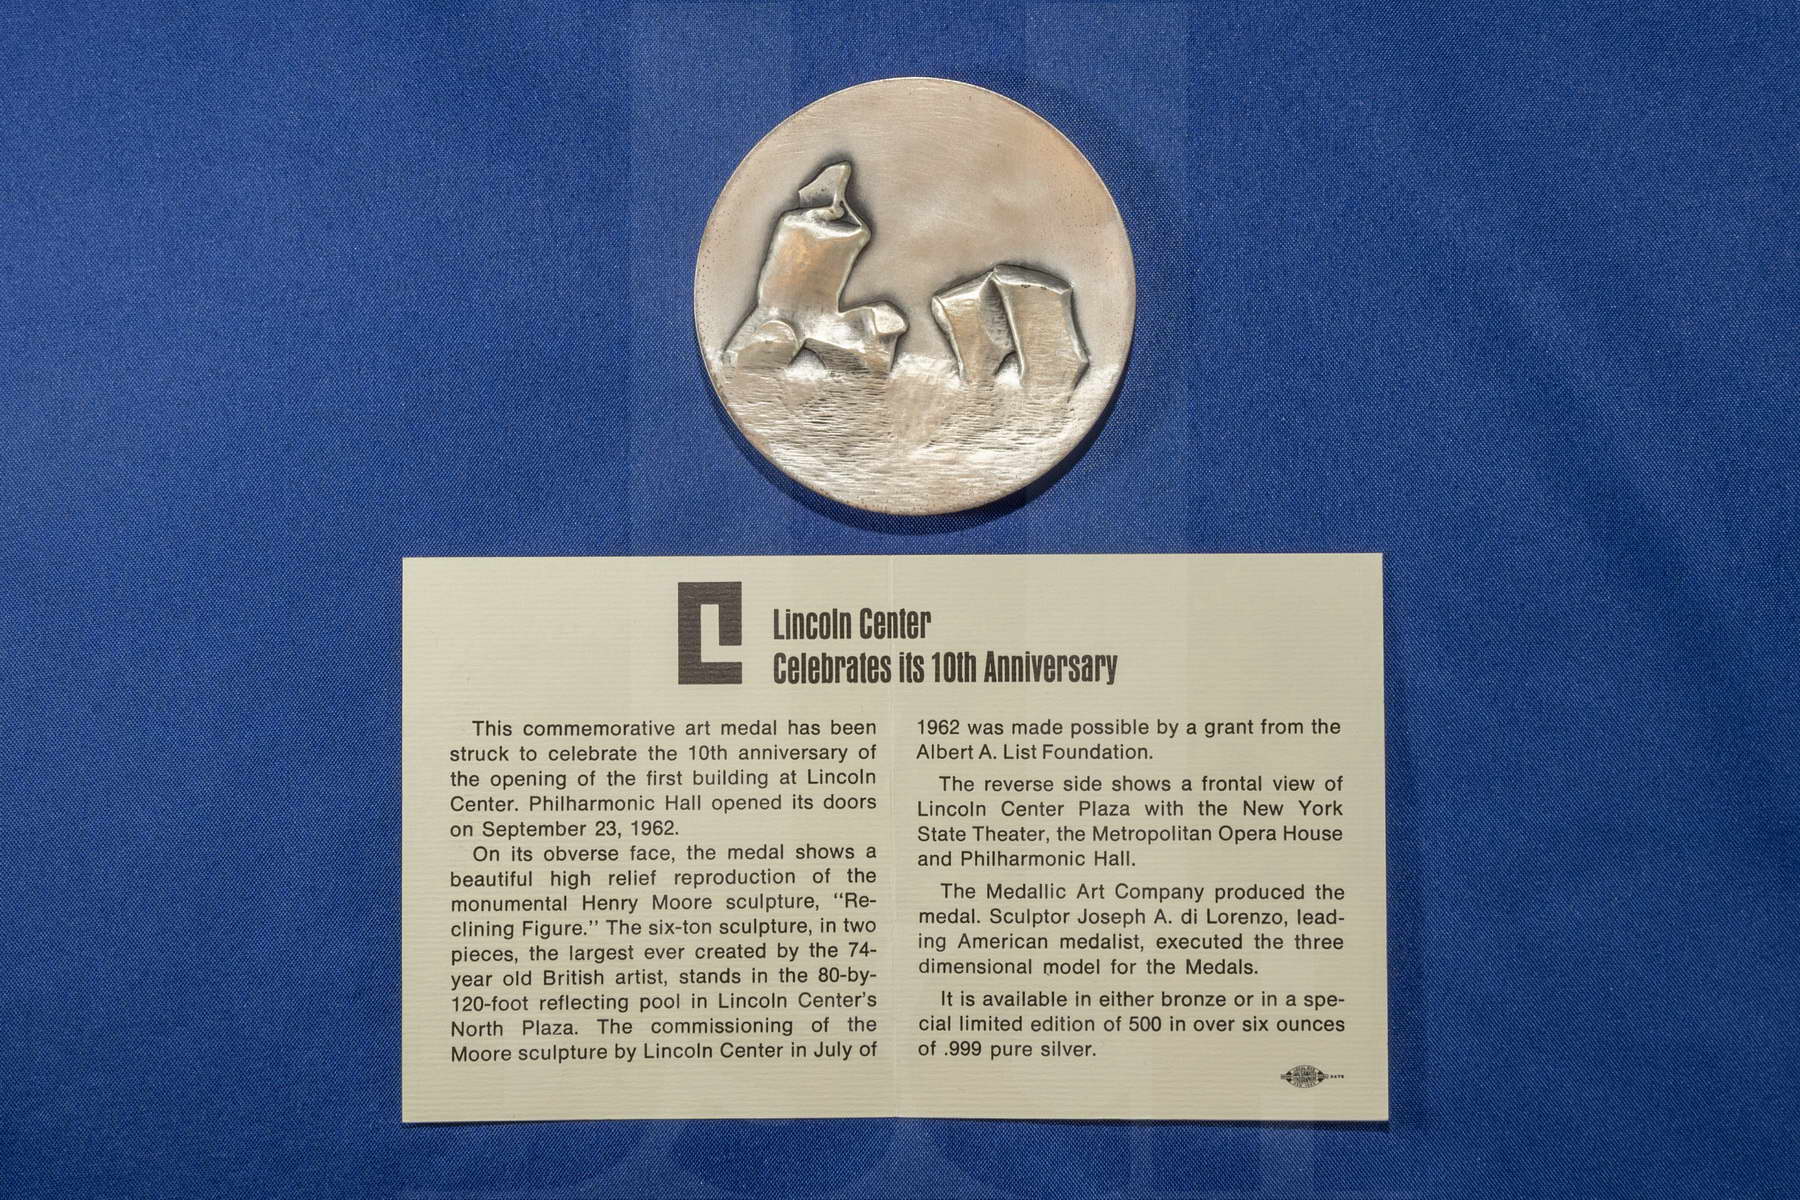 Lincoln Center
Celebrates its 10th Anniversary
This commemorative art medal has been
struck to celebrate the 10th anniversary of
the opening of the first building at Lincoln
Center. Philharmonic Hall opened its doors
on September 23, 1962.
On its obverse face, the medal shows a
beautiful high relief reproduction of the
monumental Henry Moore sculpture, "Re-
clining Figure." The six-ton sculpture, in two
pieces, the largest ever created by the 74-
year old British artist, stands in the 80-by-
120-foot reflecting pool in Lincoln Center's
North Plaza. The commissioning of the
Moore sculpture by Lincoln Center in July of
1962 was made possible by a grant from the
Albert A. List Foundation.
The reverse side shows a frontal view of
Lincoln Center Plaza with the New York
State Theater, the Metropolitan Opera House
and Philharmonic Hall.
The Medallic Art Company produced the
medal. Sculptor Joseph A. di Lorenzo, lead-
ing American medalist, executed the three
dimensional model for the Medals.
It is available in either bronze or in a spe-
cial limited edition of 500 in over six ounces
of .999 pure silver.